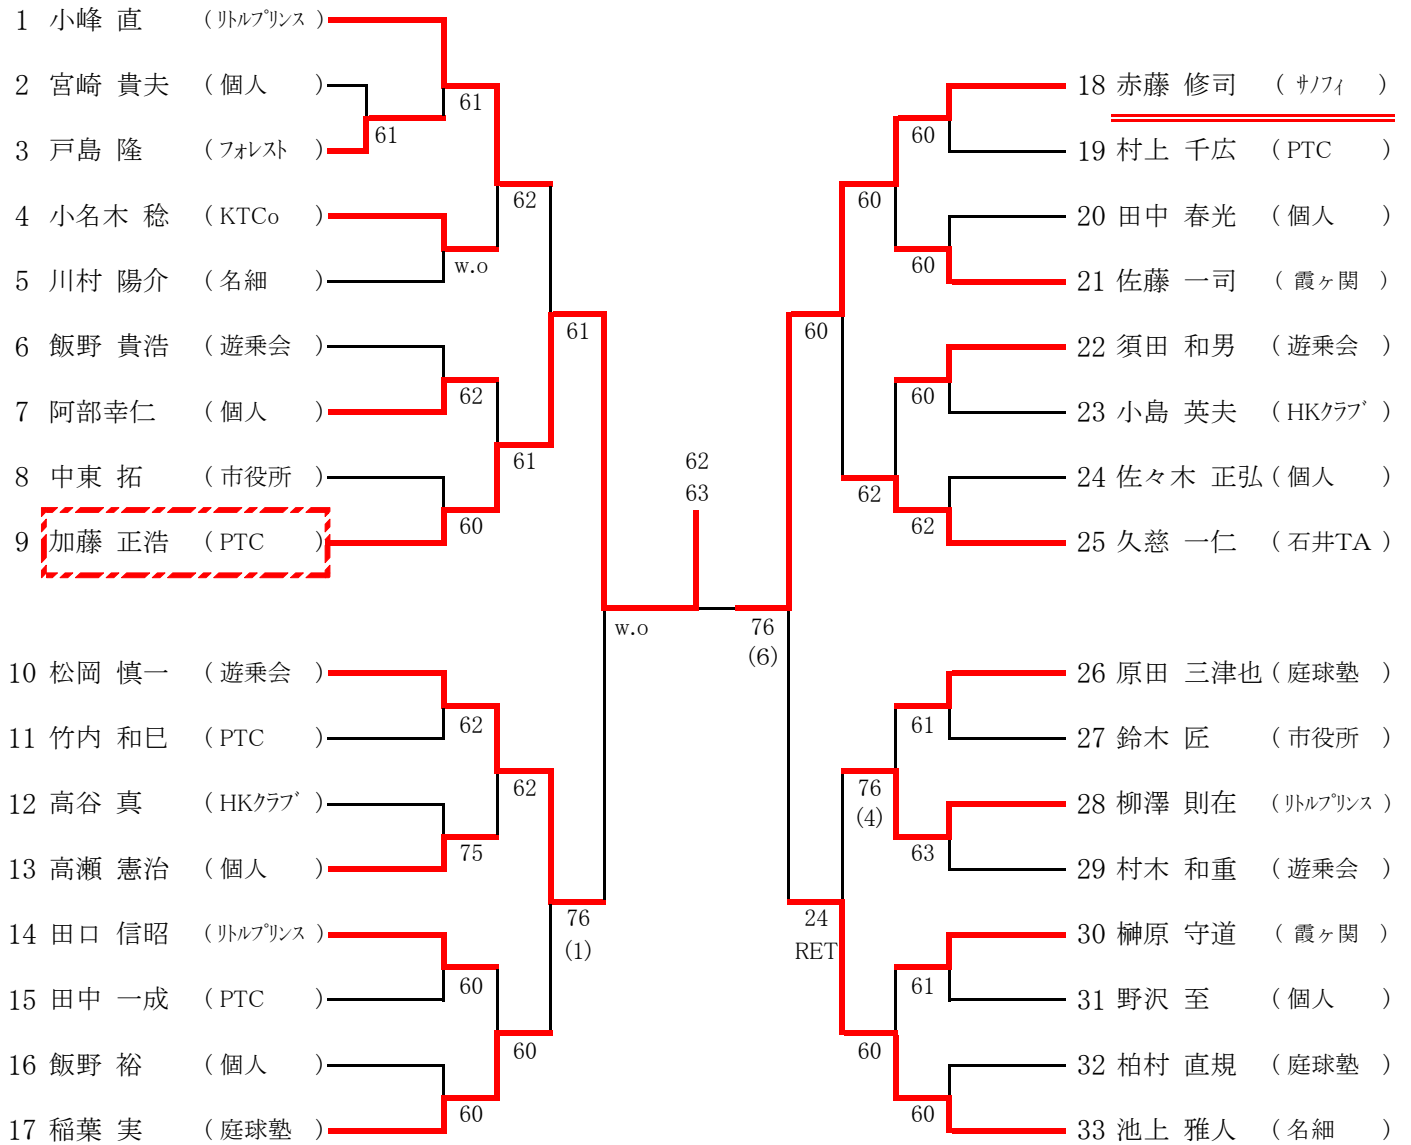 1 小峰 直 （ﾘﾄﾙﾌﾟﾘﾝｽ）
2 宮崎 貴夫 （個人）
61
61
3 戸島 隆 （ﾌｫﾚｽﾄ）
62
4 小名木 稔 （KTCo）
w.o
5 川村 陽介 （名細）
61
6 飯野 貴浩 （遊乗会）
62
7 阿部幸仁 （個人）
61
8 中東 拓 （市役所）
60
9 加藤 正浩 （PTC）
w.o
10 松岡 慎一 （遊乗会）
62
11 竹内 和巳 （PTC）
62
12 高谷 真 （HKｸﾗﾌﾞ）
75
13 高瀬 憲治 （個人）
76
(1)
14 田口 信昭 （ﾘﾄﾙﾌﾟﾘﾝｽ）
60
15 田中 一成 （PTC）
60
16 飯野 裕 （個人）
60
17 稲葉 実 （庭球塾）
62
63
18 赤藤 修司 （ｻﾉﾌｨ）
60
19 村上 千広 （PTC）
60
20 田中 春光 （個人）
60
21 佐藤 一司 （霞ヶ関）
60
22 須田 和男 （遊乗会）
60
23 小島 英夫 （HKｸﾗﾌﾞ）
62
24 佐々木 正弘（個人）
62
25 久慈 一仁 （石井TA）
76
(6)
26 原田 三津也（庭球塾）
61
27 鈴木 匠 （市役所）
76
(4)
28 柳澤 則在 （ﾘﾄﾙﾌﾟﾘﾝｽ）
63
29 村木 和重 （遊乗会）
24
RET
30 榊原 守道 （霞ヶ関）
61
31 野沢 至 （個人）
60
32 柏村 直規 （庭球塾）
60
33 池上 雅人 （名細）